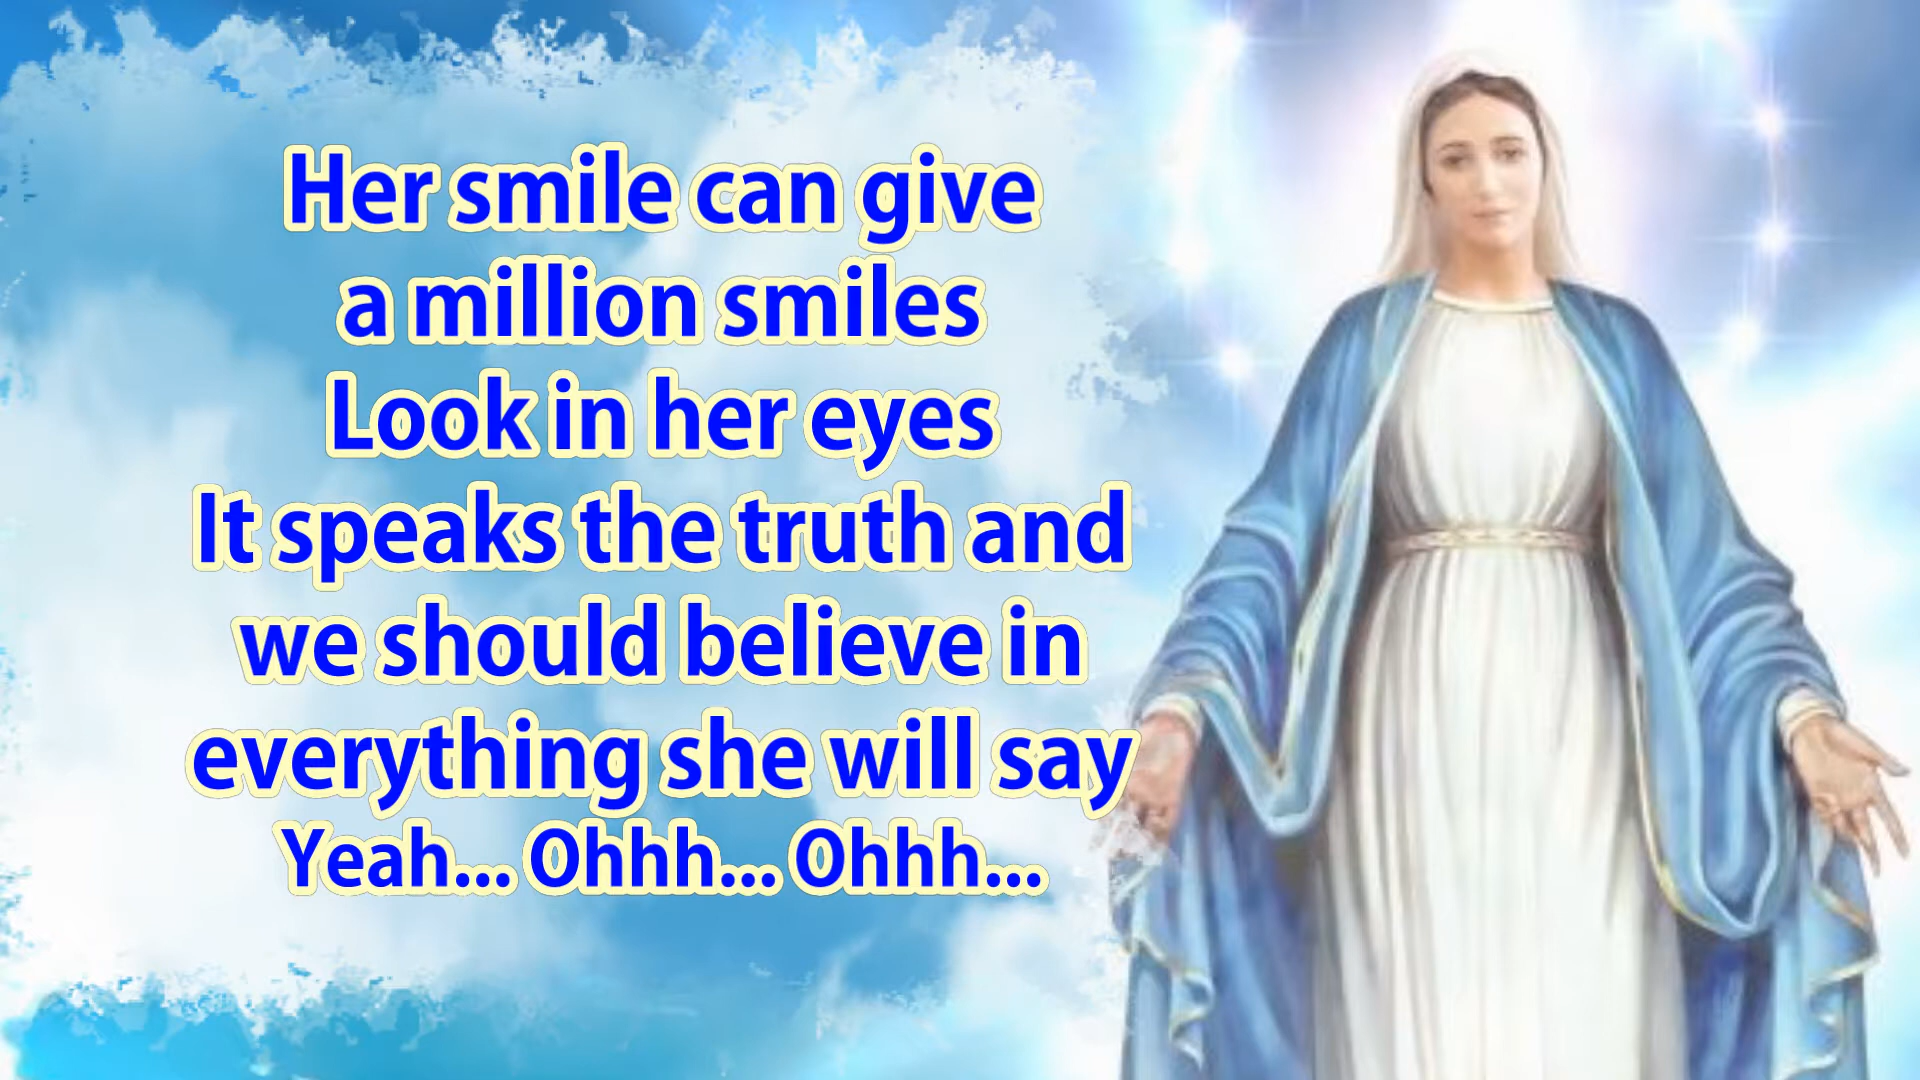 Her smile can give
a million smiles
Look in her eyes
It speaks the truth and
we should believe in
everything she will say
Yeah... Ohhh... Ohhh...